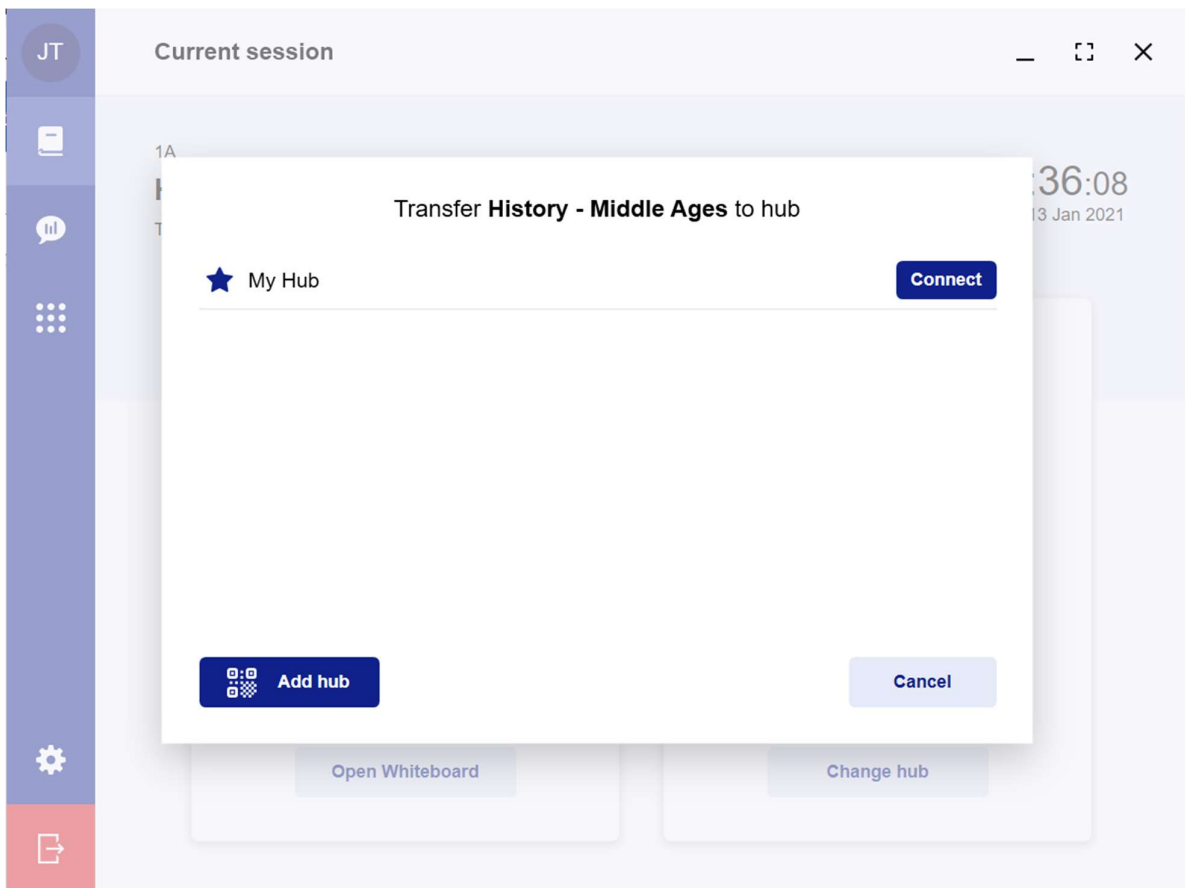 JT
Current session
1A
:36:08
13 Jan 2021
Transfer History - Middle Ages to hub
My Hub
Connect
Add hub
Cancel
Open Whiteboard
Change hub